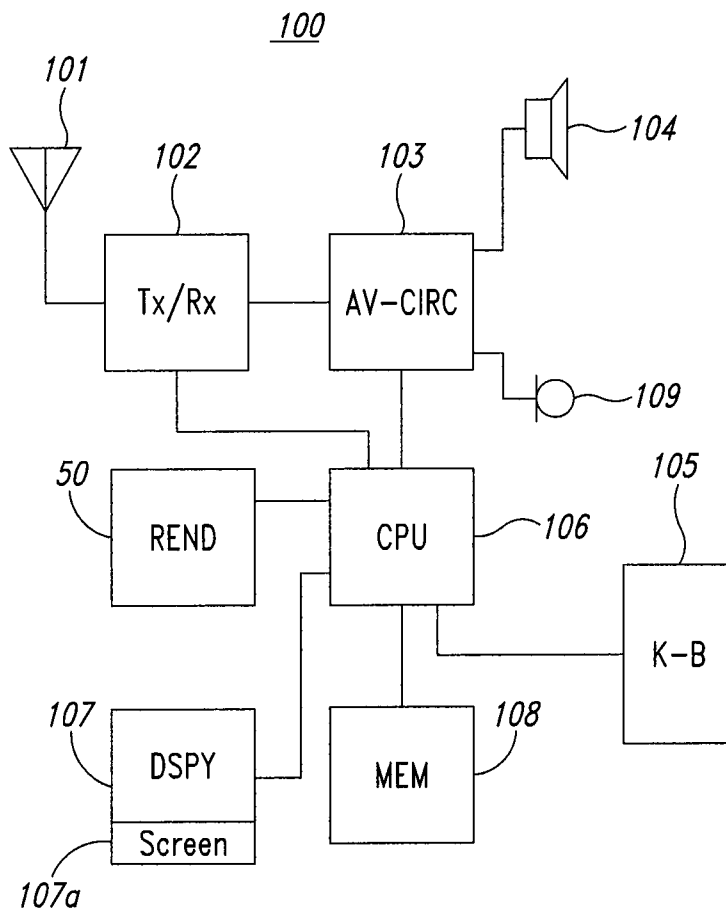 100
101
102
103
104
Tx/Rx
AV-CIRC
109
50
REND
CPU
106
105
K-B
107
DSPY
Screen
107a
MEM
108